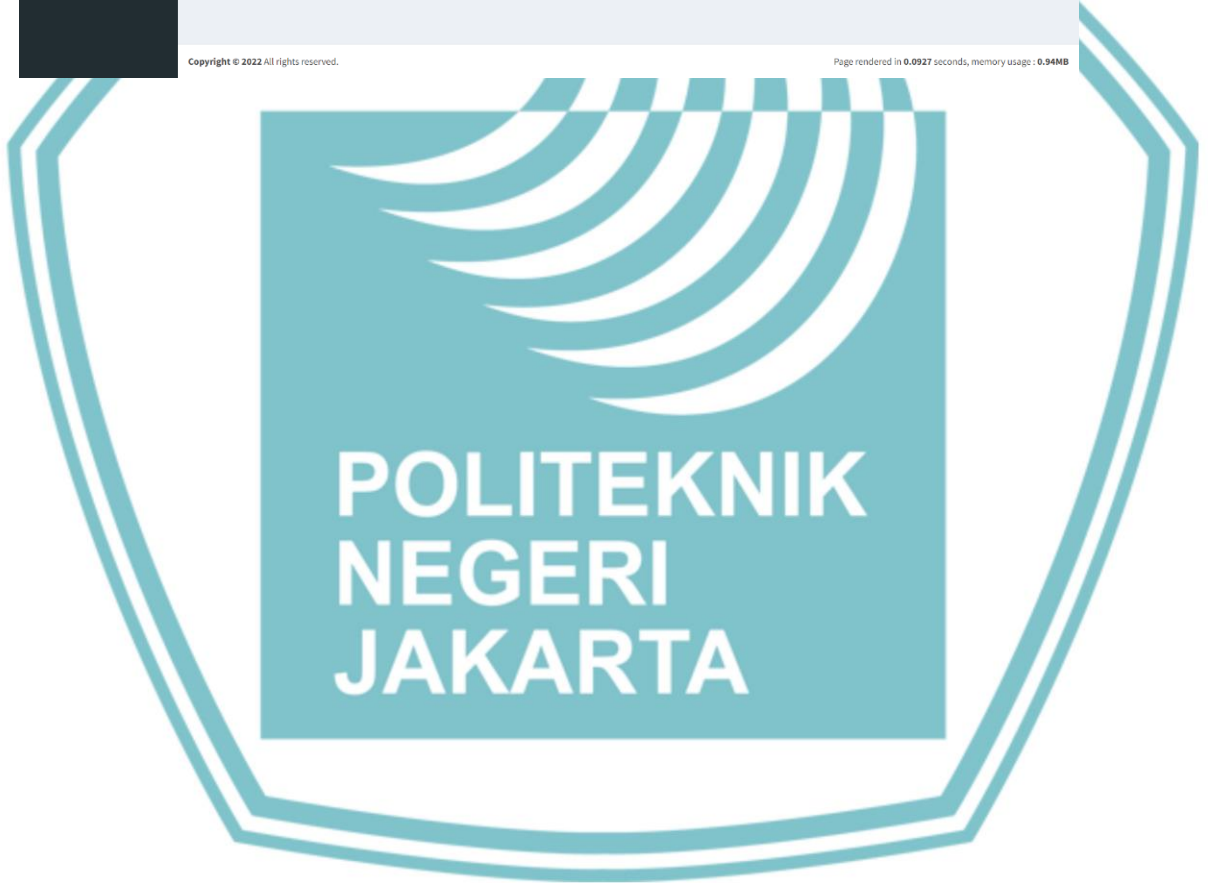 Copyright © 2022 All rights reserved.
Page rendered in 0.0927 seconds, memory usage : 0.94MB
POLITEKNIK
NEGERI
JAKARTA